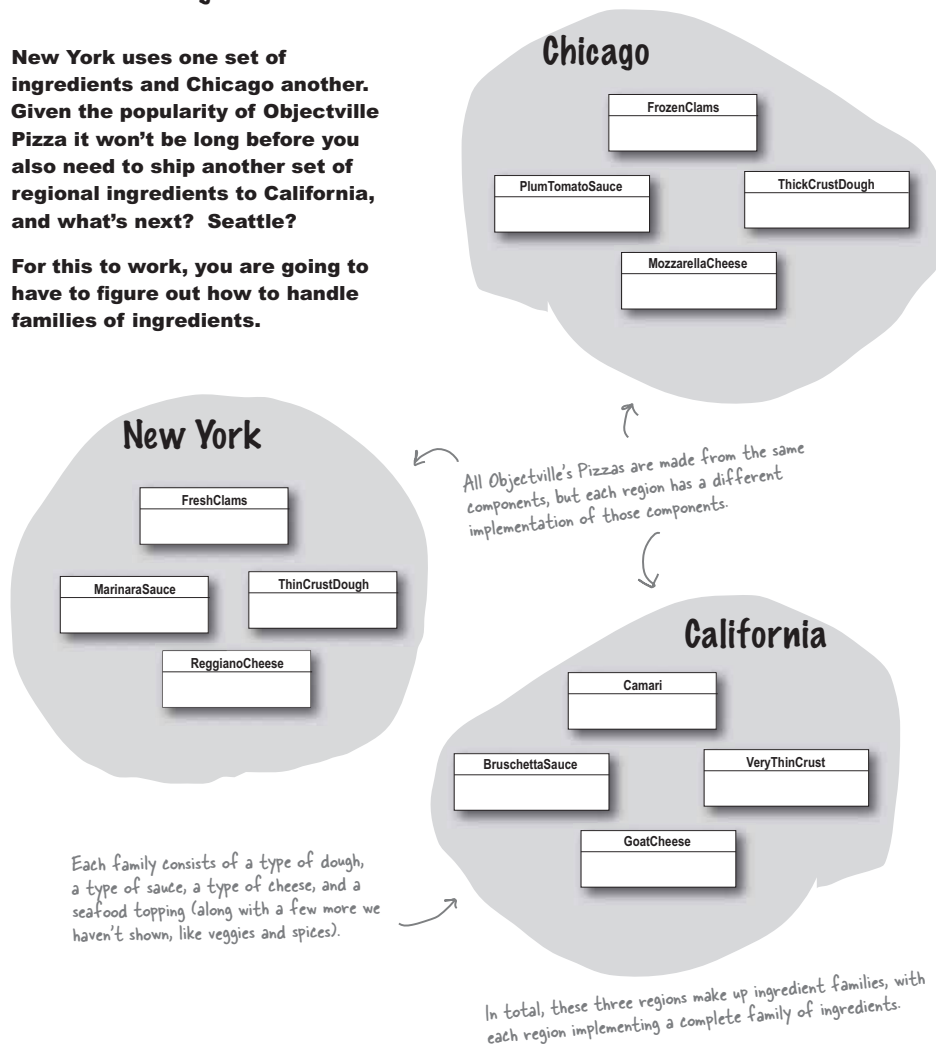 New York uses one set of
ingredients and Chicago another.
Given the popularity of Objectville
Pizza it won't be long before you
also need to ship another set of
regional ingredients to California,
and what's next? Seattle?
For this to work, you are going to
have to figure out how to handle
families of ingredients.
Chicago
FrozenClams
PlumTomatoSauce
ThickCrustDough
MozzarellaCheese
New York
FreshClams
MarinaraSauce
ThinCrustDough
ReggianoCheese
All Objectville's Pizzas are made from the same
components, but each region has a different
implementation of those components.
California
Camari
BruschettaSauce
VeryThinCrust
GoatCheese
Each family consists of a type of dough,
a type of sauce, a type of cheese, and a
seafood topping (along with a few more we
haven't shown, like veggies and spices).
In total, these three regions make up ingredient families, with
each region implementing a complete family of ingredients.